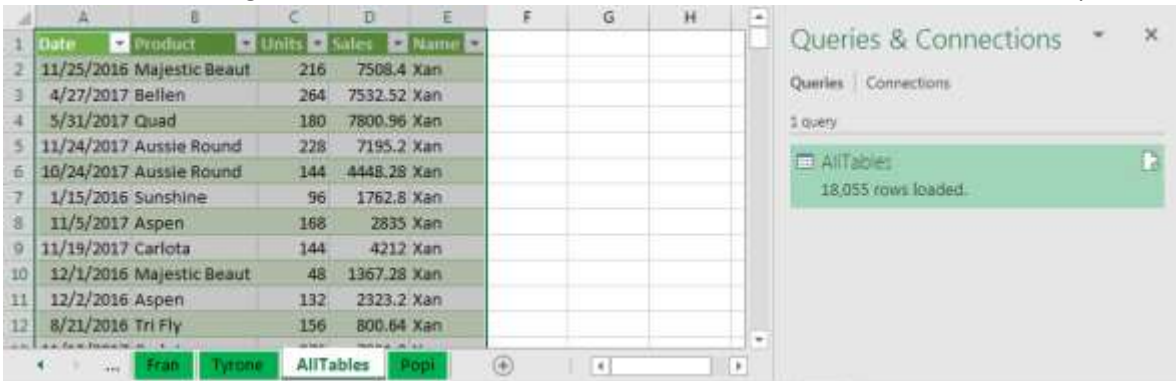 A B C D E F G H
1 Date Product Units Sales Name
2 11/25/2016 Majestic Beaut 216 7508.4 Xan
3 4/27/2017 Bellen 264 7532.52 Xan
4 5/31/2017 Quad 180 7800.96 Xan
5 11/24/2017 Aussie Round 228 7195.2 Xan
6 10/24/2017 Aussie Round 144 4448.28 Xan
7 1/15/2016 Sunshine 96 1762.8 Xan
8 11/5/2017 Aspen 168 2835 Xan
9 11/19/2017 Carlota 144 4212 Xan
10 12/1/2016 Majestic Beaut 48 1367.28 Xan
11 12/2/2016 Aspen 132 2323.2 Xan
12 8/21/2016 Tri Fly 156 800.64 Xan
... Fran Tyrone AllTables Popi
Queries & Connections
Queries | Connections
1 query
AllTables
18,055 rows loaded.